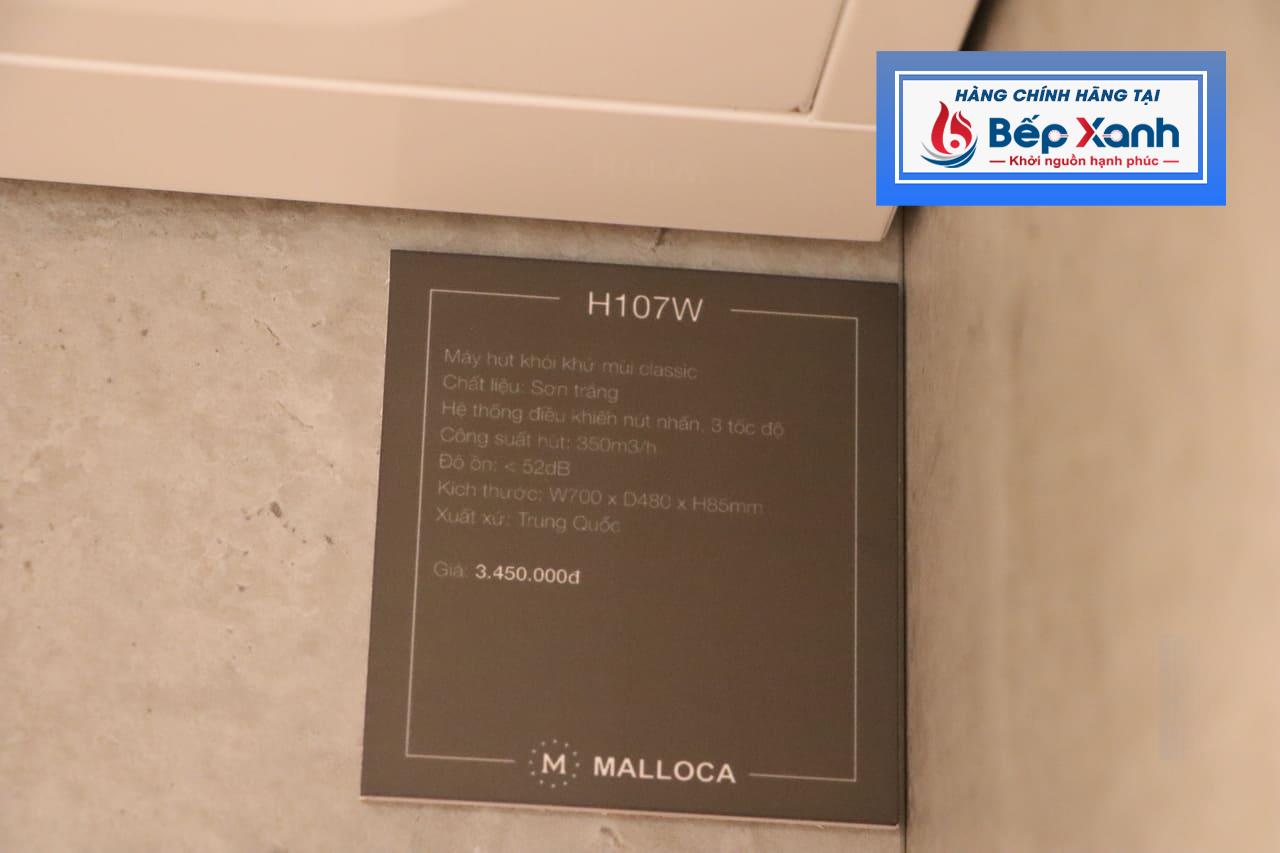 HÀNG CHÍNH HÃNG TẠI
Bếp Xanh
Khởi nguồn hạnh phúc
H107W
Máy hút khói khử mùi classic
Chất liệu: Sơn trắng
Hệ thống điều khiển nút nhấn, 3 tốc độ
Công suất hút: 350m3/h
Độ ồn: < 52dB
Kích thước: W700 x D480 x H85mm
Xuất xứ: Trung Quốc
Giá: 3.450.000đ
M MALLOCA